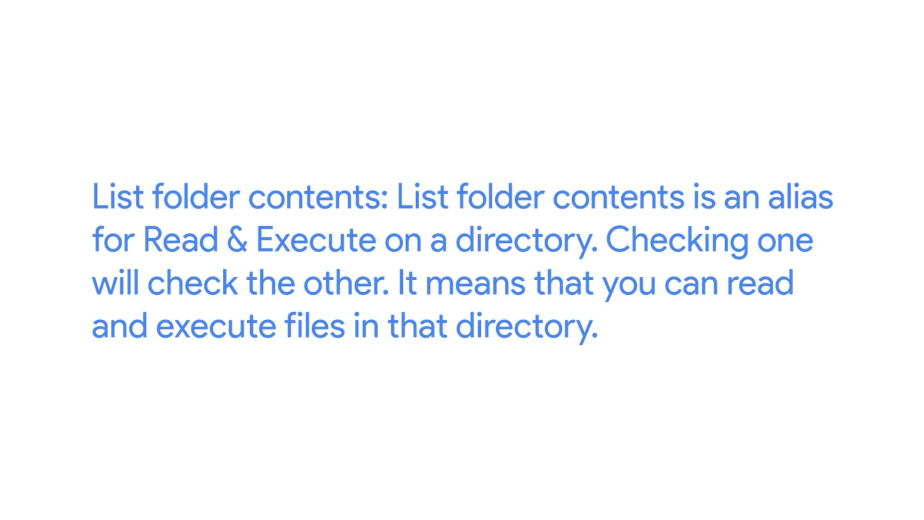 List folder contents: List folder contents is an alias
for Read & Execute on a directory. Checking one
will check the other. It means that you can read
and execute files in that directory.